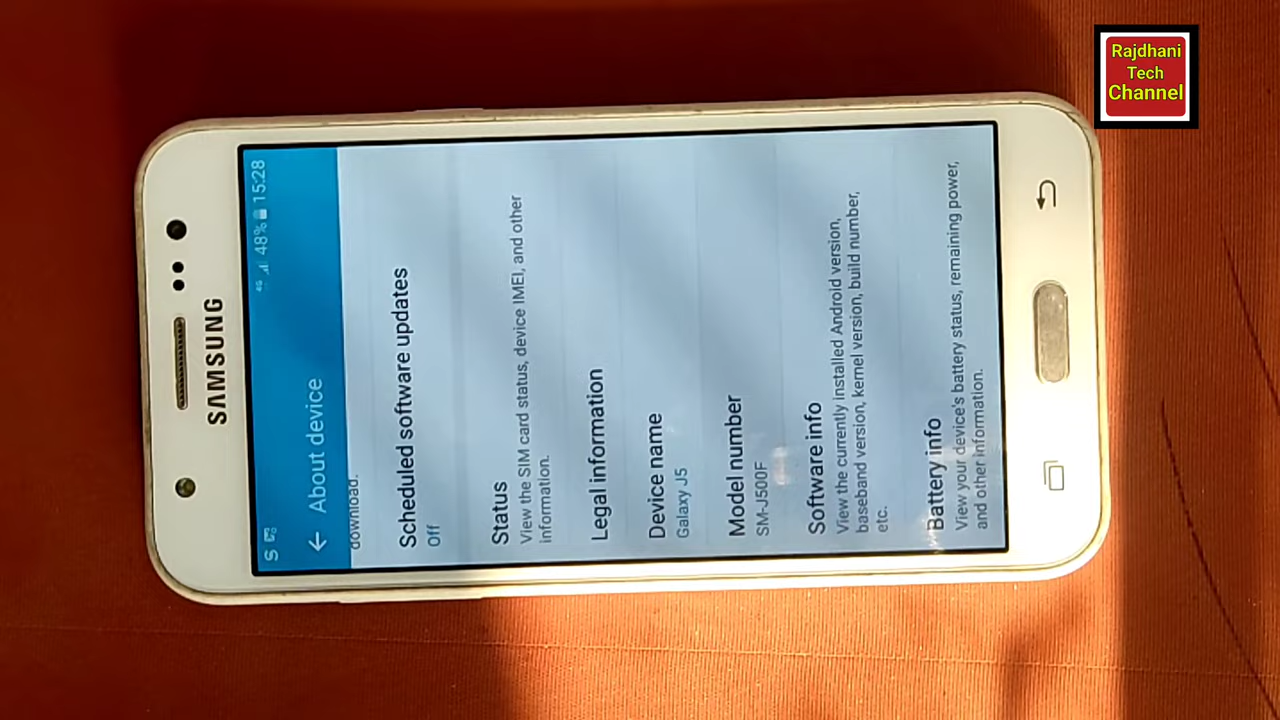 Rajdhani
Tech
Channel
SAMSUNG
4G 48% 15:28
About device
download.
Scheduled software updates
Off
Status
View the SIM card status, device IMEI, and other
information.
Legal information
Device name
Galaxy J5
Model number
SM-J500F
Software info
View the currently installed Android version,
baseband version, kernel version, build number,
etc.
Battery info
View your device's battery status, remaining power,
and other information.